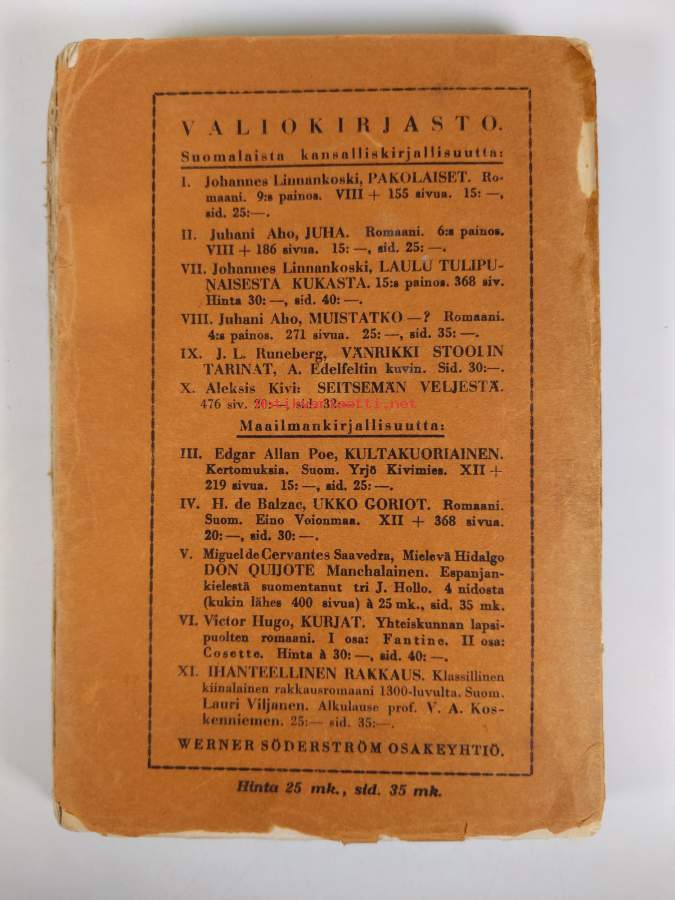 VALIOKIRJASTO.
Suomalaista kansalliskirjallisuutta:
I. Johannes Linnankoski, PAKOLAISET. Ro-
maani. 9:s painos. VIII + 155 sivua. 15: —,
sid. 25:—.
II. Juhani Aho, JUHA. Romaani. 6:s painos.
VIII + 186 sivua. 15: —, sid. 25: —.
VII. Johannes Linnankoski, LAULU TULIPU-
NAISESTA KUKASTA. 15:s painos. 368 siv.
Hinta 30: —, sid. 40: —.
VIII. Juhani Aho, MUISTATKO —? Romaani.
4:s painos. 271 sivua. 25: —, sid. 35: —.
IX. J. L. Runeberg, VÄNRIKKI STOOLIN
TARINAT, A. Edelfeltin kuvin. Sid. 30:—.
X. Aleksis Kivi: SEITSEMÄN VELJESTÄ.
476 siv. 20:— sid. 32:—.
Antikvariaatti.net
Maailmankirjallisuutta:
III. Edgar Allan Poe, KULTAKUORIAINEN.
Kertomuksia. Suom. Yrjö Kivimies. XII +
219 sivua. 15: —, sid. 25: —.
IV. H. de Balzac, UKKO GORIOT. Romaani.
Suom. Eino Voionmaa. XII + 368 sivua.
20: —, sid. 30: —.
V. Miguel de Cervantes Saavedra, Mielevä Hidalgo
DON QUIJOTE Manchalainen. Espanjan-
kielestä suomentanut tri J. Hollo. 4 nidosta
(kukin lähes 400 sivua) à 25 mk., sid. 35 mk.
VI. Victor Hugo, KURJAT. Yhteiskunnan lapsi-
puolten romaani. I osa: Fantine. II osa:
Cosette. Hinta à 30: —, sid. 40: —.
XI. IHANTEELLINEN RAKKAUS. Klassillinen
kiinalainen rakkausromaani 1300-luvulta. Suom.
Lauri Viljanen. Alkulause prof. V. A. Kos-
kenniemen. 25:— sid. 35:—.
WERNER SÖDERSTRÖM OSAKEYHTIÖ.
Hinta 25 mk., sid. 35 mk.